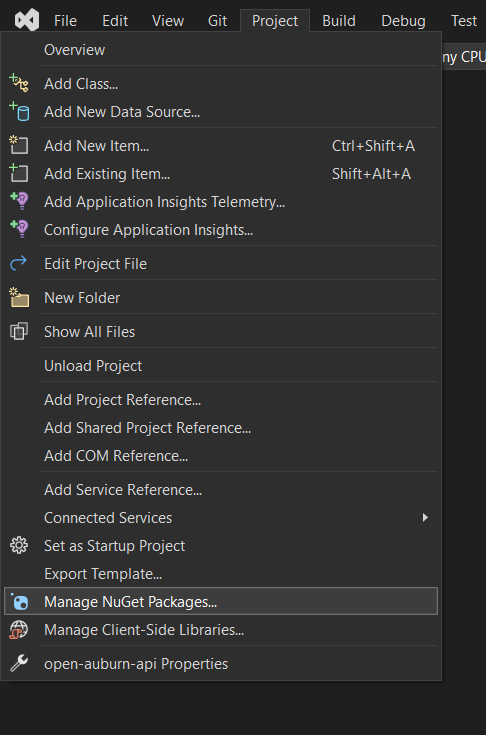 File Edit View Git Project Build Debug Test
ny CPU
Overview
Add Class...
Add New Data Source...
Add New Item... Ctrl+Shift+A
Add Existing Item... Shift+Alt+A
Add Application Insights Telemetry...
Configure Application Insights...
Edit Project File
New Folder
Show All Files
Unload Project
Add Project Reference...
Add Shared Project Reference...
Add COM Reference...
Add Service Reference...
Connected Services
Set as Startup Project
Export Template...
Manage NuGet Packages...
Manage Client-Side Libraries...
open-auburn-api Properties